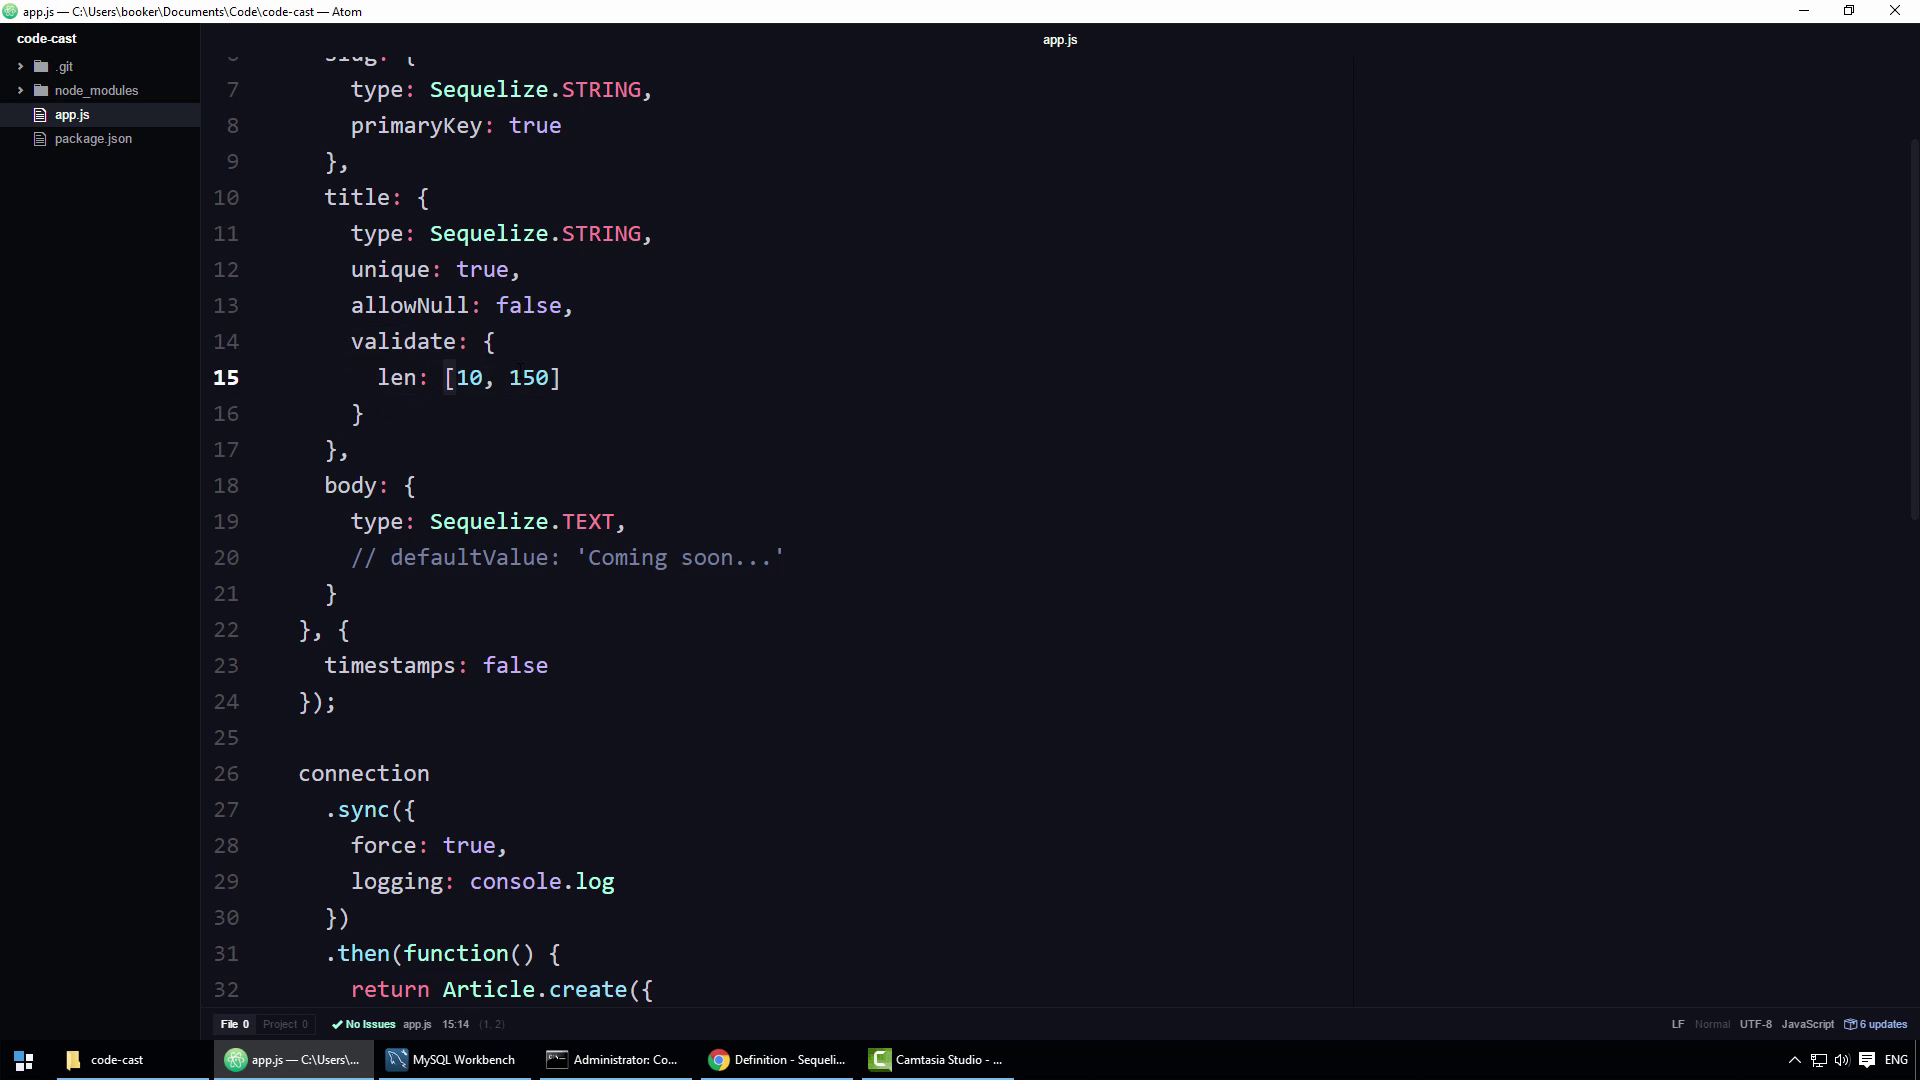 app.js — C:\Users\booker\Documents\Code\code-cast — Atom
code-cast
.git
node_modules
app.js
package.json
app.js
6 slug: {
7 type: Sequelize.STRING,
8 primaryKey: true
9 },
10 title: {
11 type: Sequelize.STRING,
12 unique: true,
13 allowNull: false,
14 validate: {
15 len: [10, 150]
16 }
17 },
18 body: {
19 type: Sequelize.TEXT,
20 // defaultValue: 'Coming soon...'
21 }
22 }, {
23 timestamps: false
24 });
25
26 connection
27 .sync({
28 force: true,
29 logging: console.log
30 })
31 .then(function() {
32 return Article.create({
File 0 Project 0 No Issues app.js 15:14 (1, 2) LF Normal UTF-8 JavaScript 6 updates
code-cast app.js — C:\Users\... MySQL Workbench Administrator: Co... Definition - Sequeli... Camtasia Studio - ... ENG